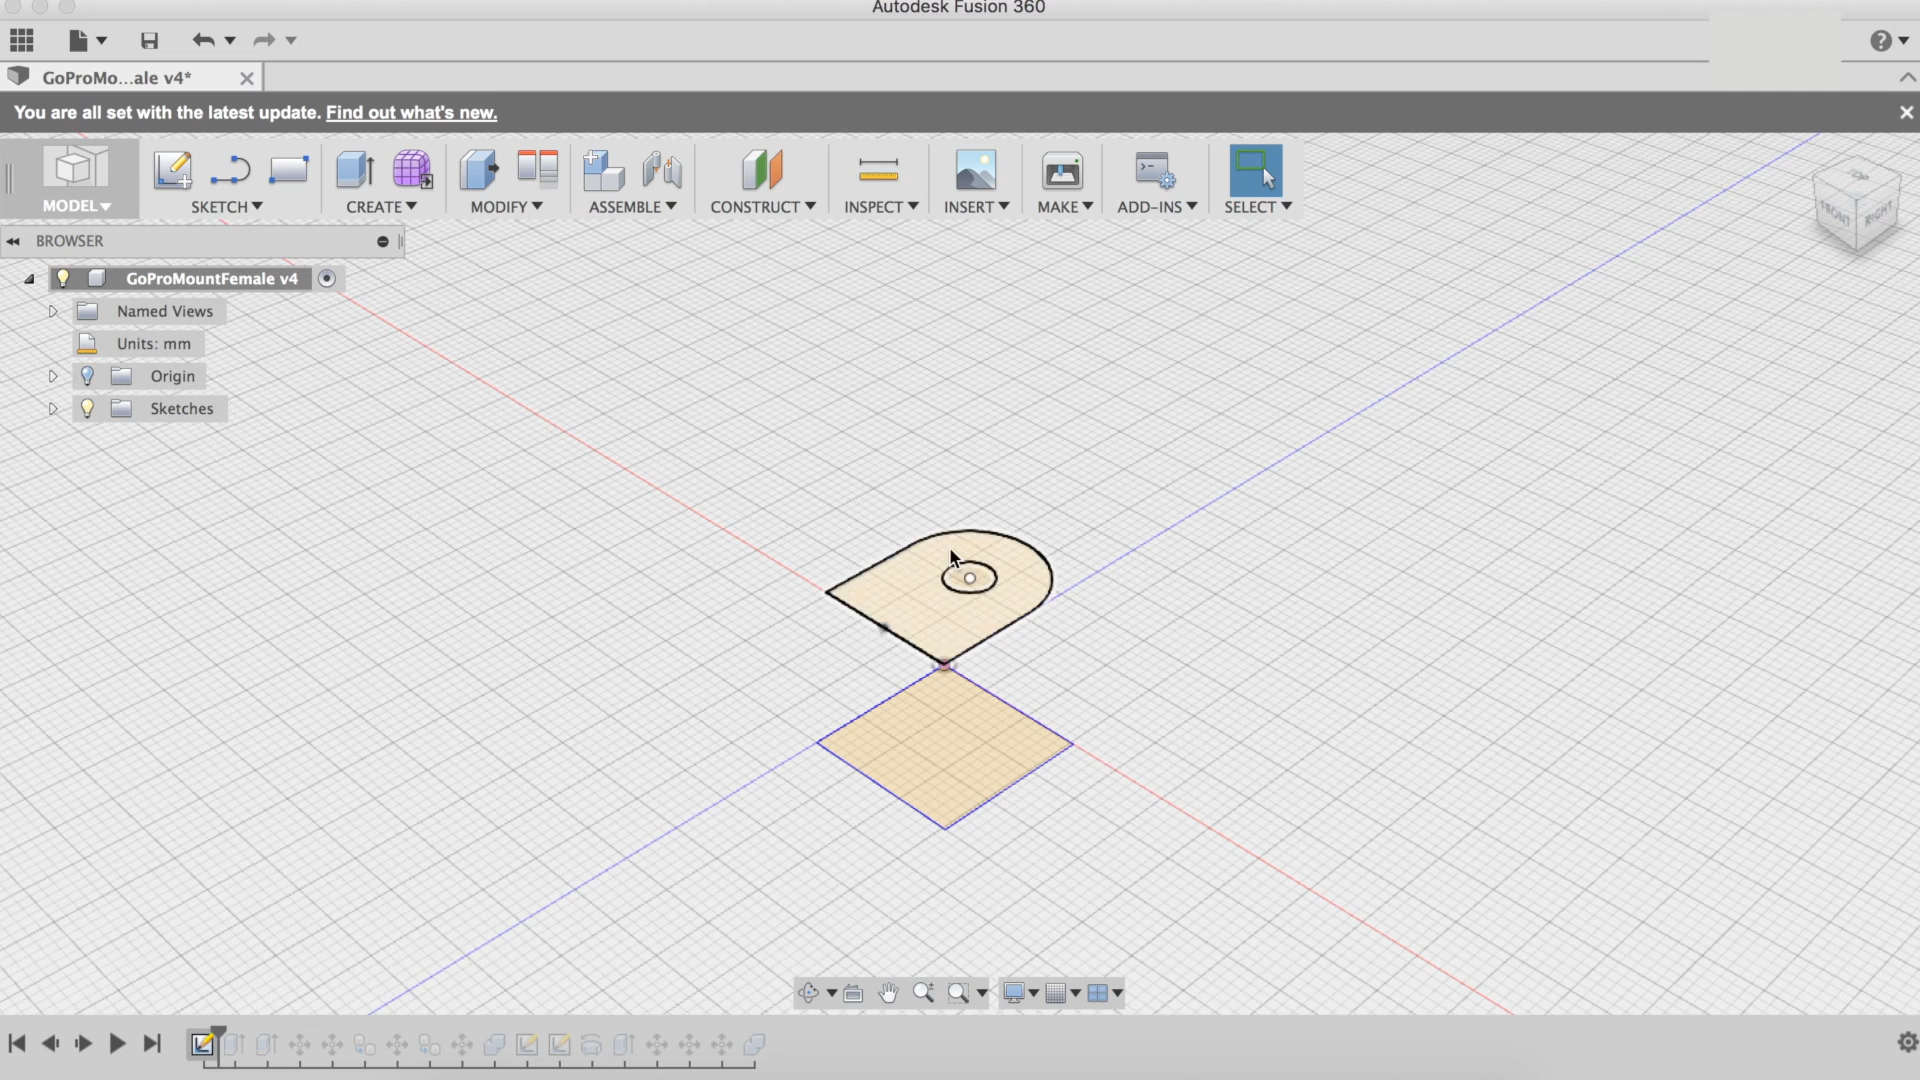 Autodesk Fusion 360
GoProMo...ale v4*
You are all set with the latest update. Find out what's new.
MODEL
SKETCH
CREATE
MODIFY
ASSEMBLE
CONSTRUCT
INSPECT
INSERT
MAKE
ADD-INS
SELECT
FRONT
RIGHT
BROWSER
GoProMountFemale v4
Named Views
Units: mm
Origin
Sketches